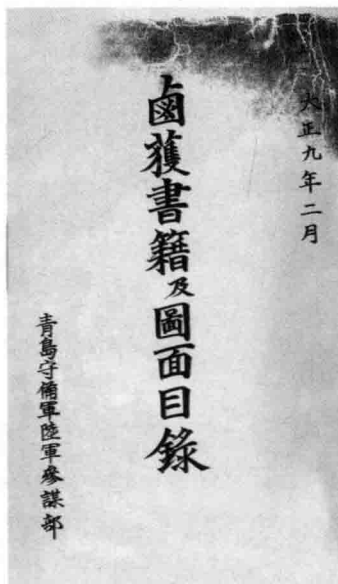 大正九年二月
鹵獲書籍及圖面目錄
青島守備軍陸軍參謀部